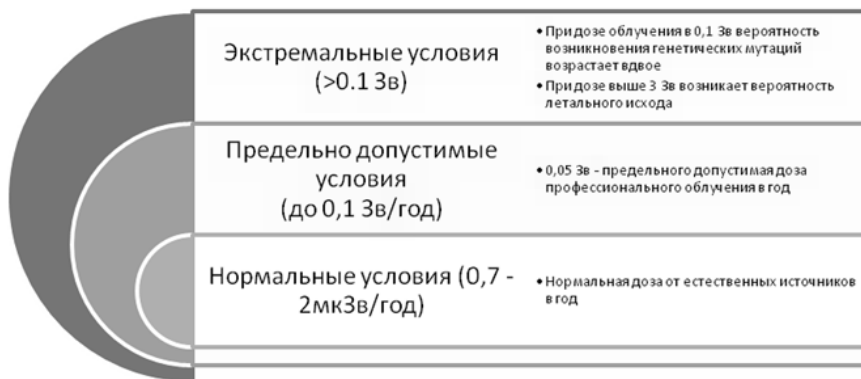 Экстремальные условия
(>0.1 Зв)
• При дозе облучения в 0,1 Зв вероятность
возникновения генетических мутаций
возрастает вдвое
• При дозе выше 3 Зв возникает вероятность
летального исхода
Предельно допустимые
условия
(до 0,1 Зв/год)
• 0,05 Зв - предельного допустимая доза
профессионального облучения в год
Нормальные условия (0,7 -
2мкЗв/год)
• Нормальная доза от естественных источников
в год